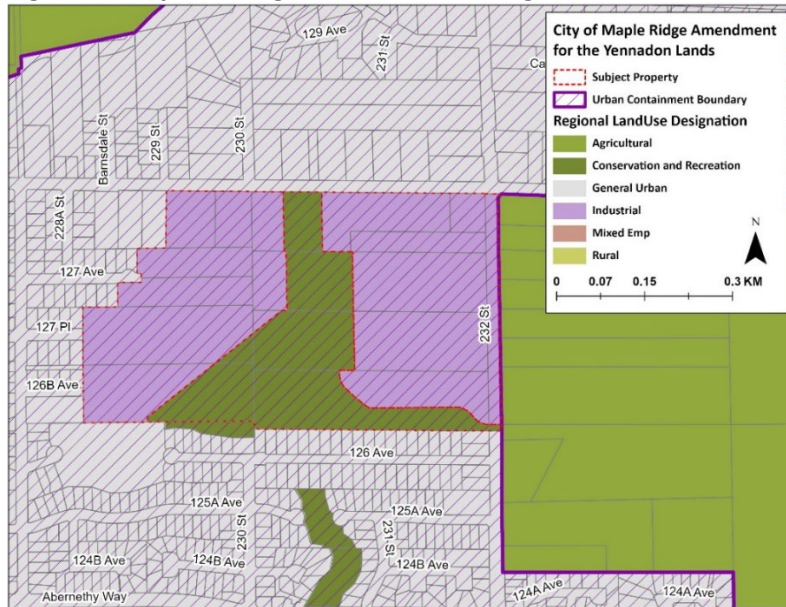 City of Maple Ridge Amendment
for the Yennadon Lands
Subject Property
Urban Containment Boundary
Regional LandUse Designation
Agricultural
Conservation and Recreation
General Urban
Industrial
Mixed Emp
Rural
N
0 0.07 0.15 0.3 KM
129 Ave
231 St
Ca
Barnsdale St
229 St
230 St
228A St
127 Ave
127 Pl
232 St
126B Ave
126 Ave
125A Ave
125A Ave
230 St
231 St
124B Ave
124B Ave
124B Ave
Abernethy Way
124A Ave
124A Ave